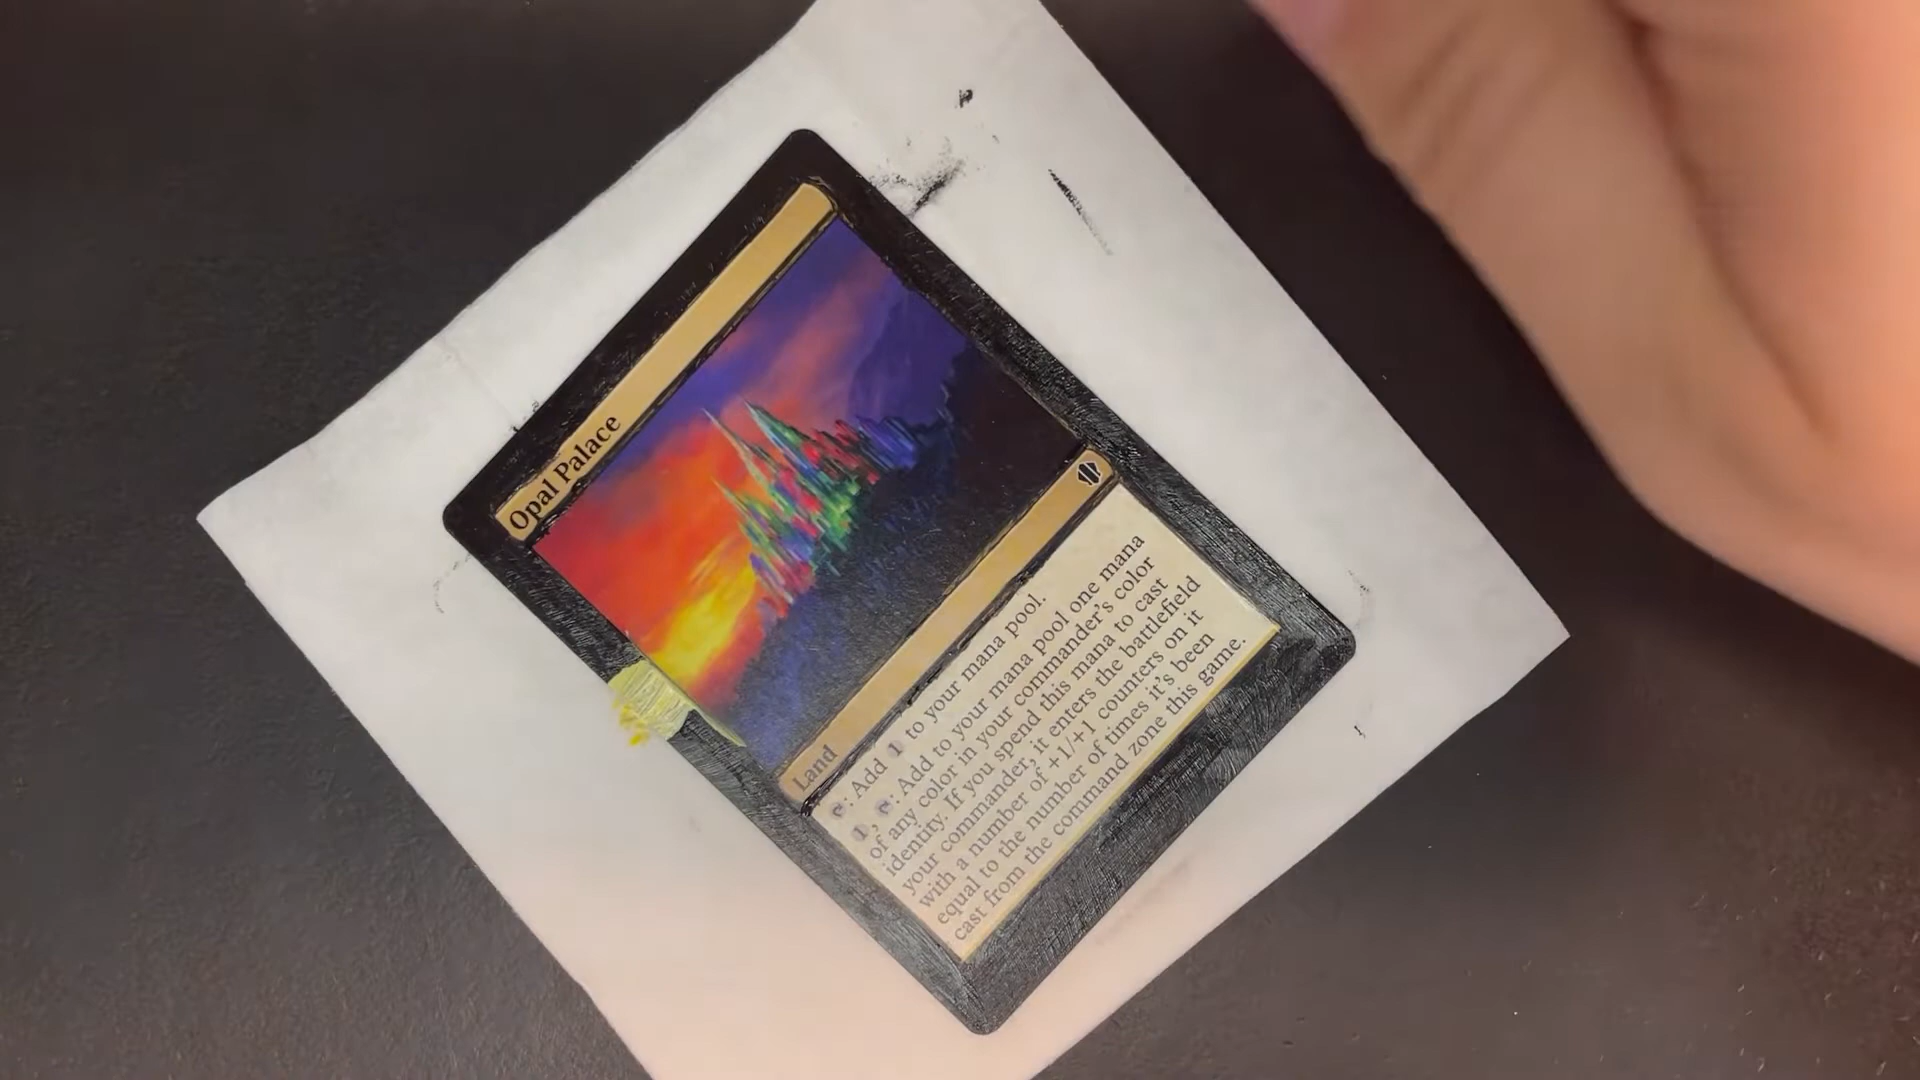 Opal Palace
Land
: Add 1 to your mana pool.
1, : Add to your mana pool one mana
of any color in your commander's color
identity. If you spend this mana to cast
your commander, it enters the battlefield
with a number of +1/+1 counters on it
equal to the number of times it's been
cast from the command zone this game.